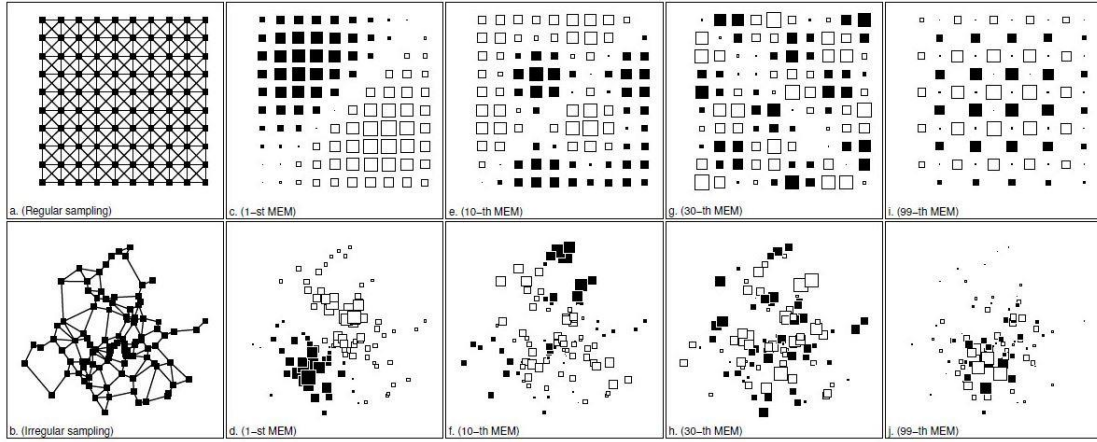 a. (Regular sampling)
c. (1−st MEM)
e. (10−th MEM)
g. (30−th MEM)
i. (99−th MEM)
b. (Irregular sampling)
d. (1−st MEM)
f. (10−th MEM)
h. (30−th MEM)
j. (99−th MEM)